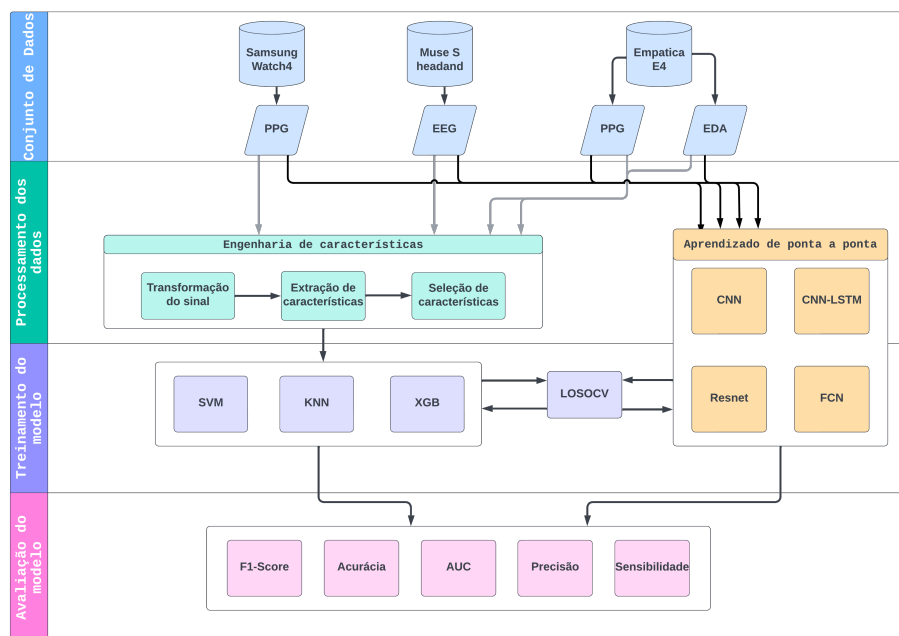 Conjunto de Dados
Samsung
Watch4
Muse S
headand
Empatica
E4
PPG
EEG
PPG
EDA
Processamento dos
dados
Engenharia de características
Transformação
do sinal
Extração de
características
Seleção de
características
Aprendizado de ponta a ponta
CNN
CNN-LSTM
Resnet
FCN
Treinamento do
modelo
SVM
KNN
XGB
LOSOCV
Avaliação do
modelo
F1-Score
Acurácia
AUC
Precisão
Sensibilidade